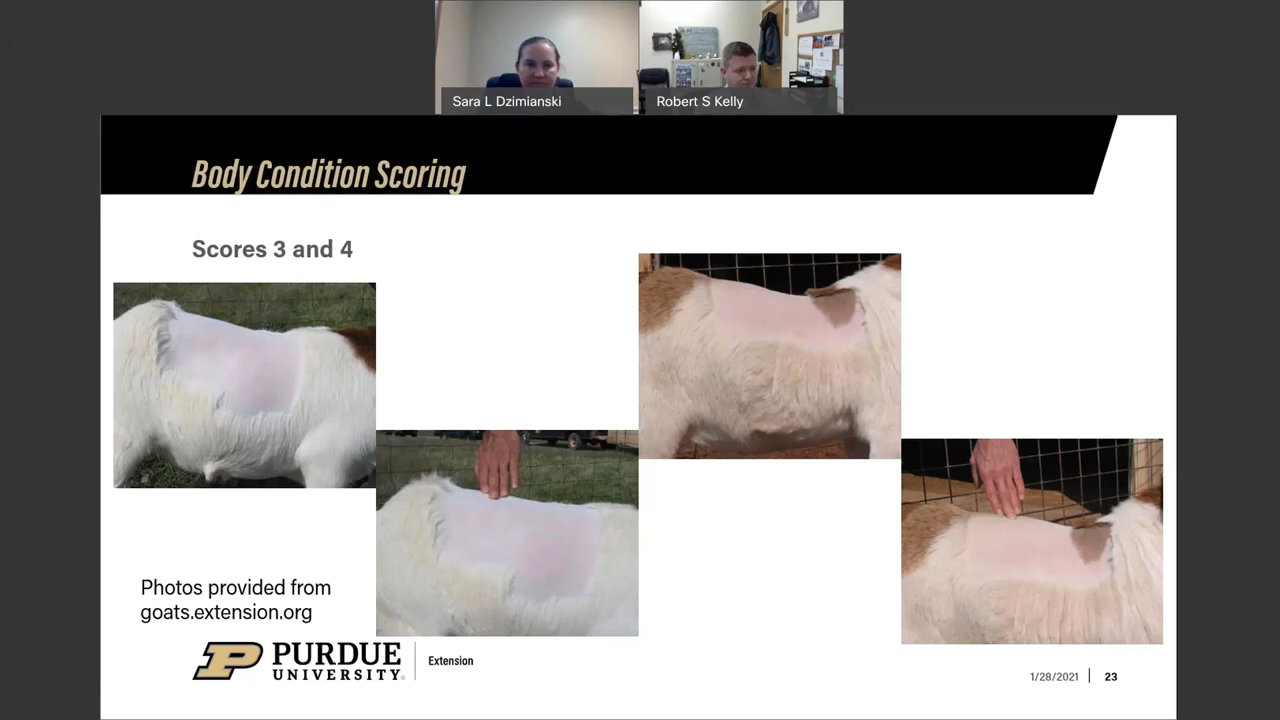 Sara L Dzimianski
Robert S Kelly
Body Condition Scoring
Scores 3 and 4
Photos provided from
goats.extension.org
PURDUE
UNIVERSITY®
Extension
1/28/2021
23